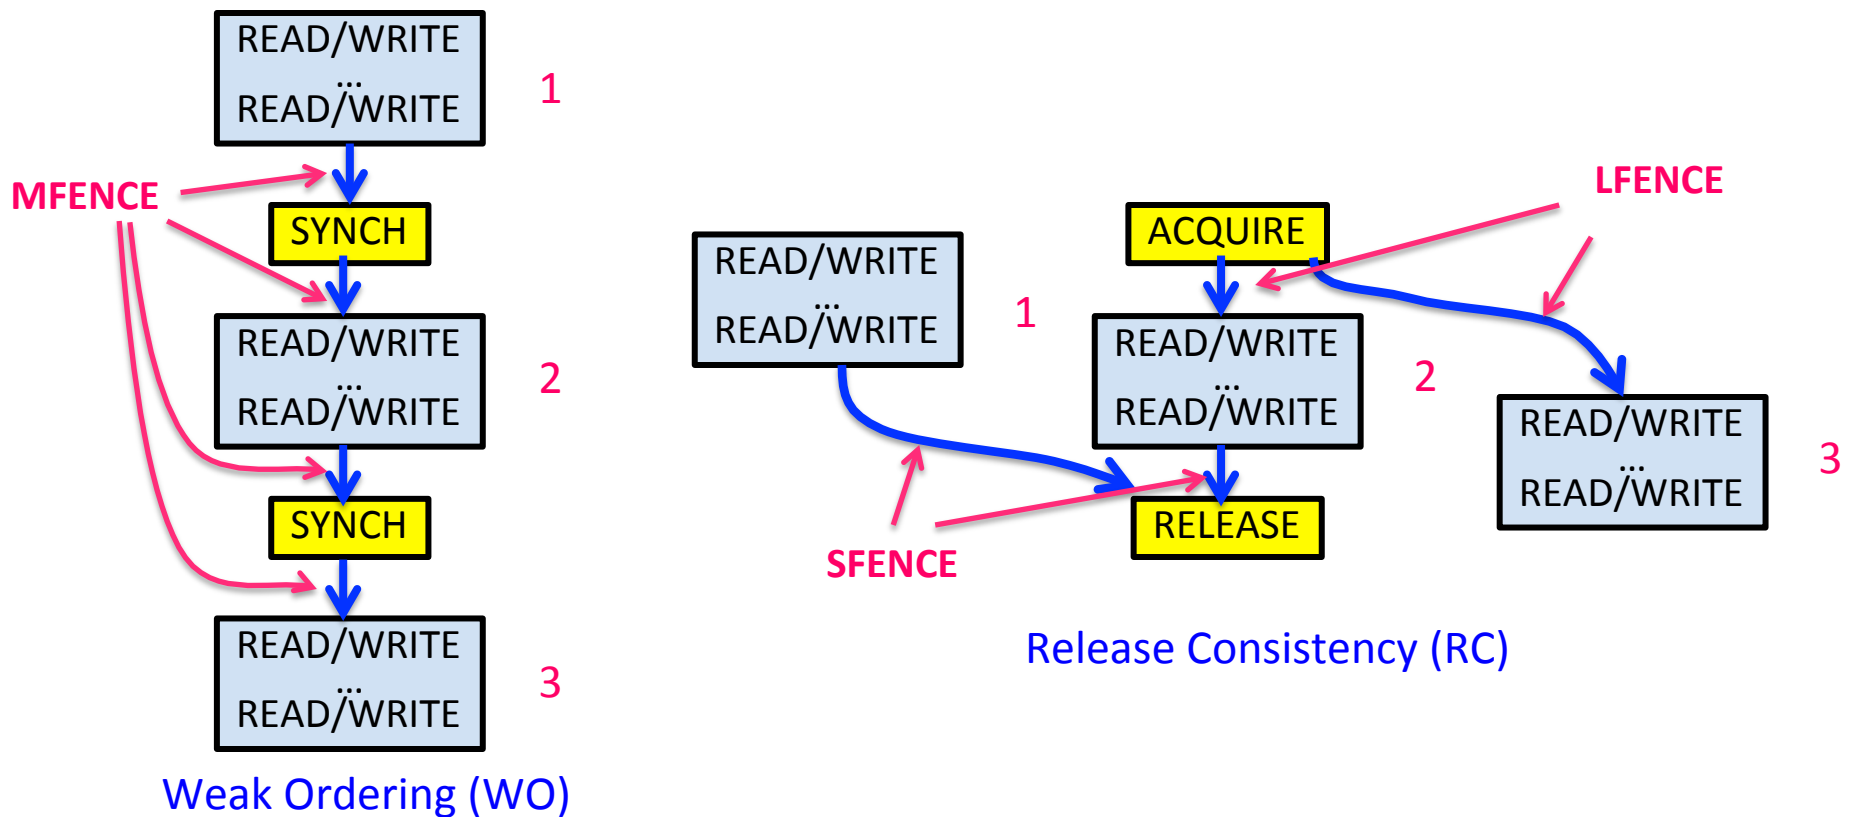 READ/WRITE
...
READ/WRITE
1
MFENCE
SYNCH
READ/WRITE
...
READ/WRITE
2
SYNCH
READ/WRITE
...
READ/WRITE
3
Weak Ordering (WO)
READ/WRITE
...
READ/WRITE
1
ACQUIRE
LFENCE
READ/WRITE
...
READ/WRITE
2
READ/WRITE
...
READ/WRITE
3
SFENCE
RELEASE
Release Consistency (RC)